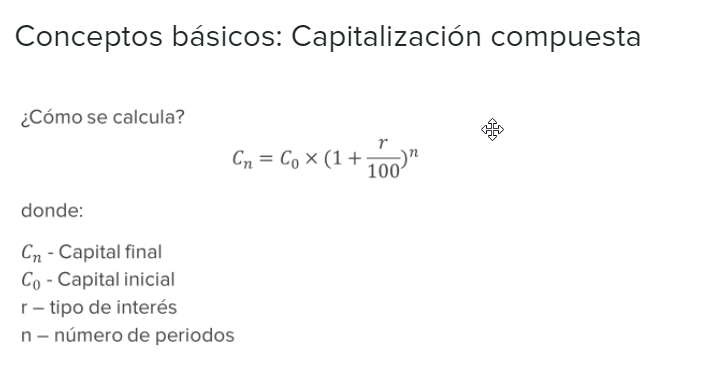 Conceptos básicos: Capitalización compuesta
¿Cómo se calcula?
Cₙ = C₀ × (1 + r/100)ⁿ
donde:
Cₙ - Capital final
C₀ - Capital inicial
r – tipo de interés
n – número de periodos